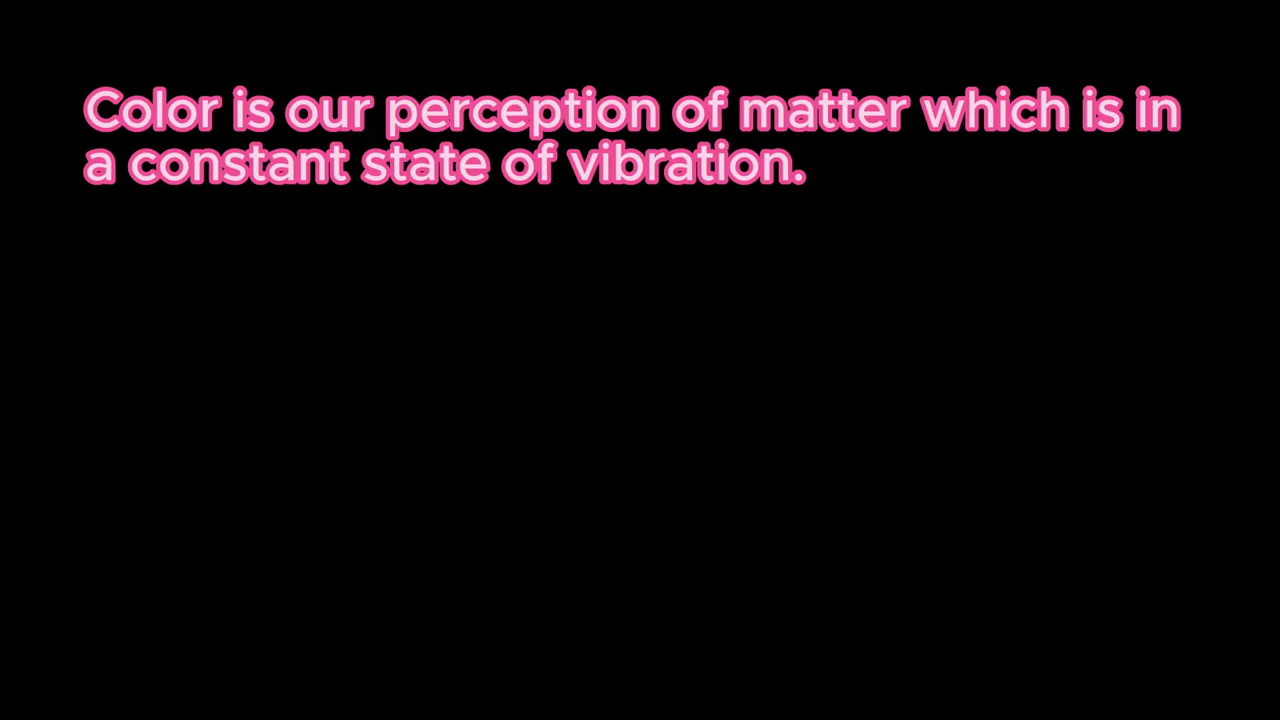 Color is our perception of matter which is in
a constant state of vibration.